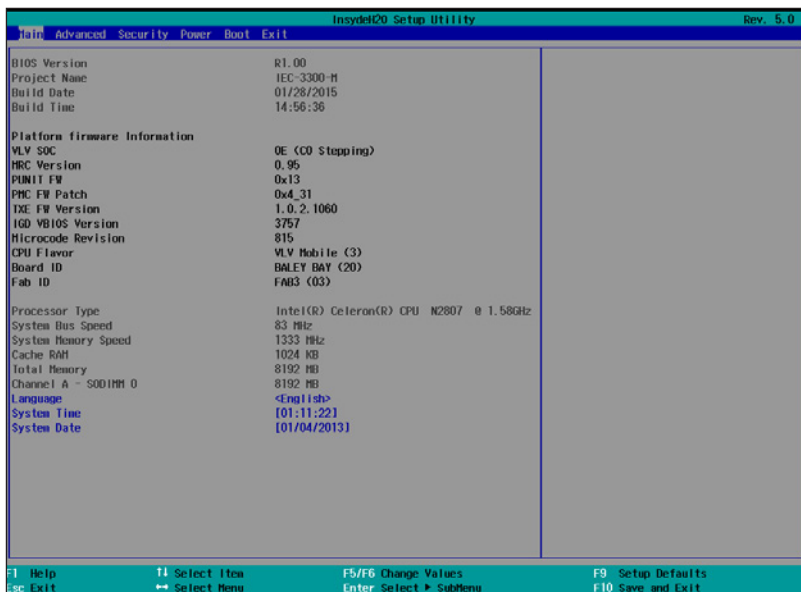 InsydeH20 Setup Utility Rev. 5.0
Main Advanced Security Power Boot Exit
BIOS Version R1.00
Project Name IEC-3300-M
Build Date 01/28/2015
Build Time 14:56:36
Platform firmware Information
VLV SOC 0E (C0 Stepping)
MRC Version 0.95
PUNIT FW 0x13
PMC FW Patch 0x4_31
TXE FW Version 1.0.2.1060
IGD VBIOS Version 3757
Microcode Revision 815
CPU Flavor VLV Mobile (3)
Board ID BALEY BAY (20)
Fab ID FAB3 (03)
Processor Type Intel(R) Celeron(R) CPU N2807 @ 1.58GHz
System Bus Speed 83 MHz
System Memory Speed 1333 MHz
Cache RAM 1024 KB
Total Memory 8192 MB
Channel A - SODIMM 0 8192 MB
Language <English>
System Time [01:11:22]
System Date [01/04/2013]
F1 Help ↑↓ Select Item F5/F6 Change Values F9 Setup Defaults
Esc Exit ↔ Select Menu Enter Select ▶ SubMenu F10 Save and Exit